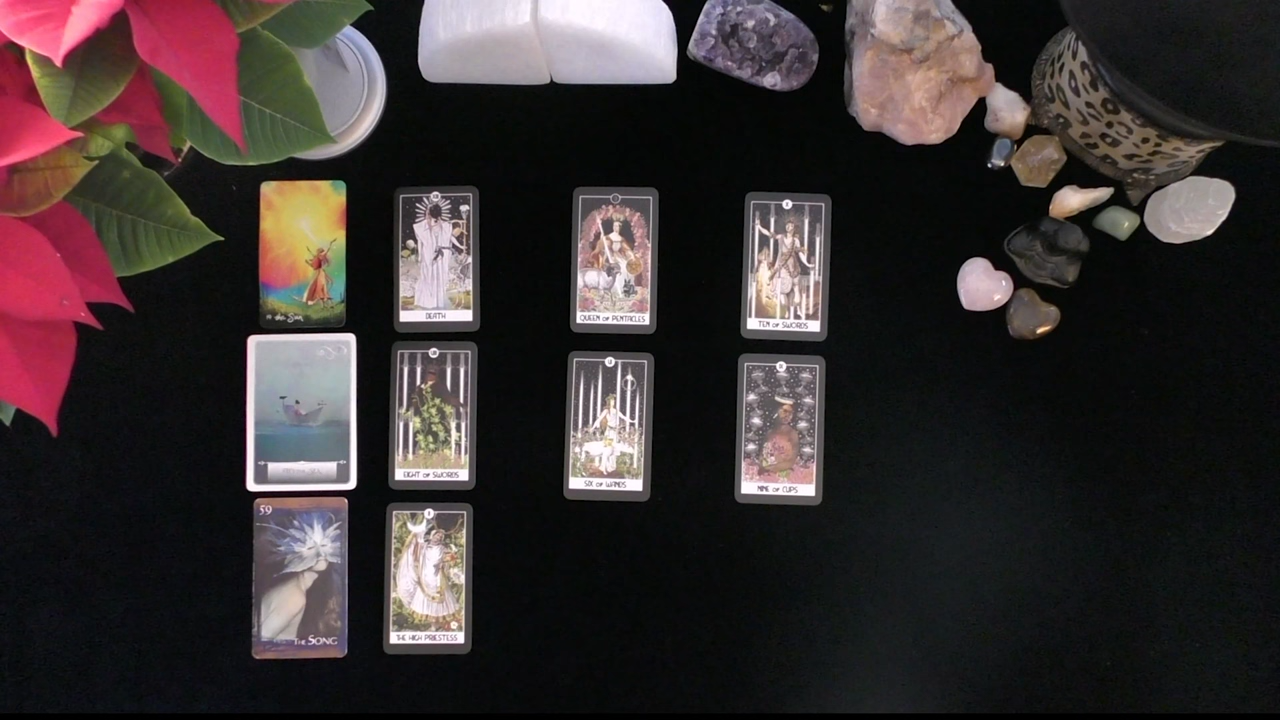 the Sun
DEATH
QUEEN OF PENTACLES
X
TEN OF SWORDS
EIGHT OF SWORDS
SIX OF WANDS
NINE OF CUPS
59
THE SONG
THE HIGH PRIESTESS